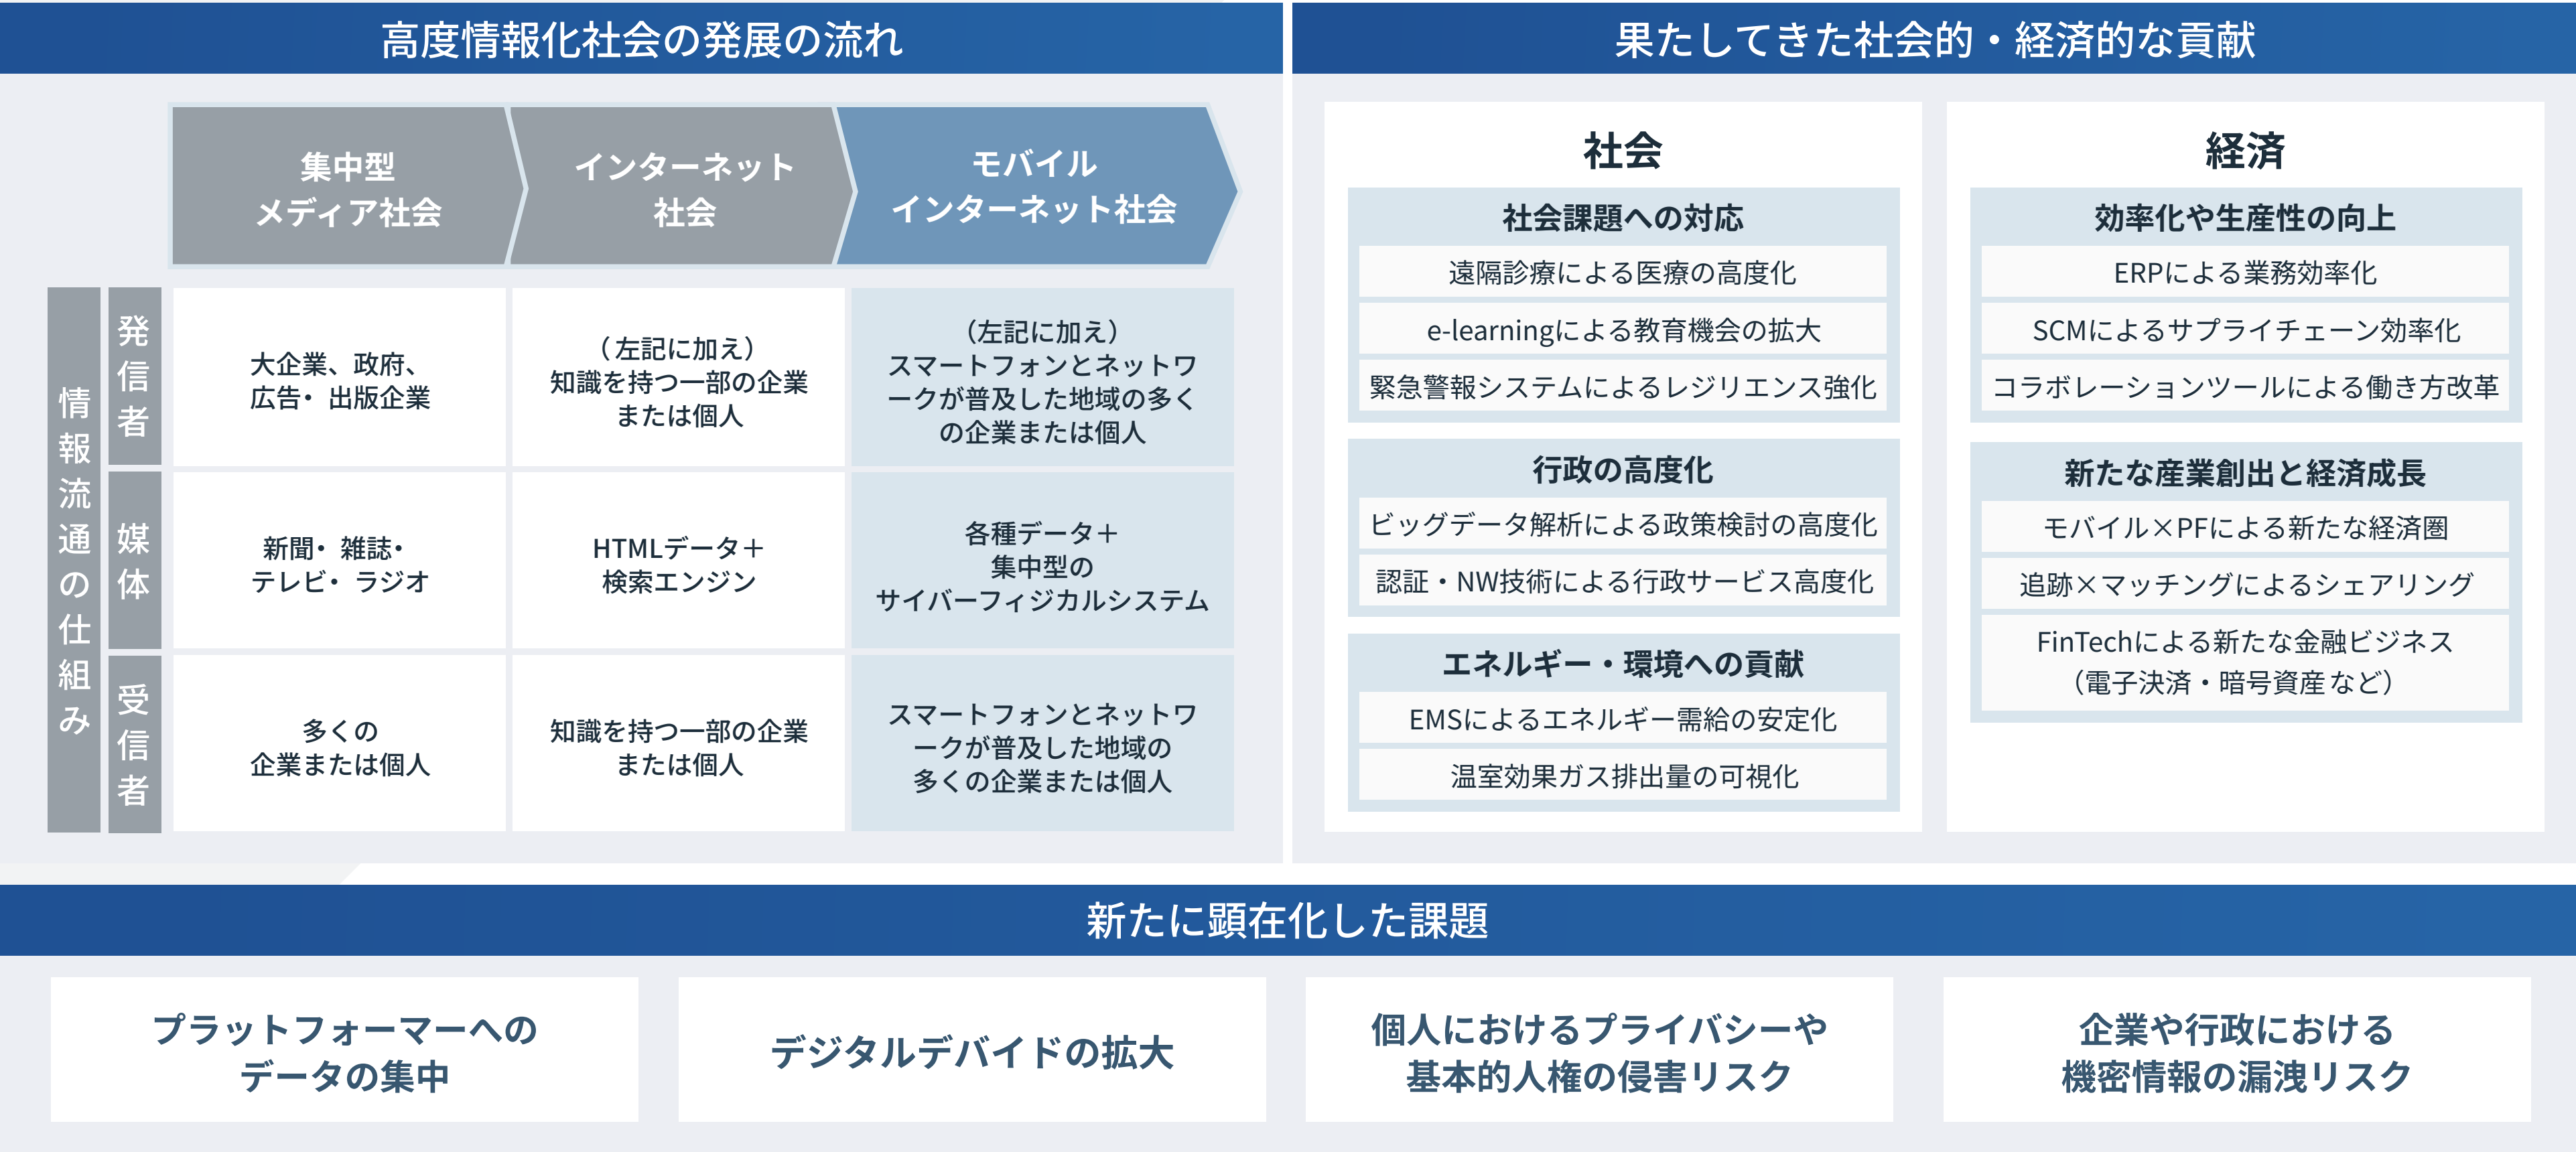 高度情報化社会の発展の流れ
集中型
メディア社会
インターネット
社会
モバイル
インターネット社会
情報流通の仕組み
発信者
大企業、政府、
広告・出版企業
（左記に加え）
知識を持つ一部の企業
または個人
（左記に加え）
スマートフォンとネットワ
ークが普及した地域の多く
の企業または個人
媒体
新聞・雑誌・
テレビ・ラジオ
HTMLデータ＋
検索エンジン
各種データ＋
集中型の
サイバーフィジカルシステム
受信者
多くの
企業または個人
知識を持つ一部の企業
または個人
スマートフォンとネットワ
ークが普及した地域の
多くの企業または個人
果たしてきた社会的・経済的な貢献
社会
社会課題への対応
遠隔診療による医療の高度化
e-learningによる教育機会の拡大
緊急警報システムによるレジリエンス強化
行政の高度化
ビッグデータ解析による政策検討の高度化
認証・NW技術による行政サービス高度化
エネルギー・環境への貢献
EMSによるエネルギー需給の安定化
温室効果ガス排出量の可視化
経済
効率化や生産性の向上
ERPによる業務効率化
SCMによるサプライチェーン効率化
コラボレーションツールによる働き方改革
新たな産業創出と経済成長
モバイル×PFによる新たな経済圏
追跡×マッチングによるシェアリング
FinTechによる新たな金融ビジネス
（電子決済・暗号資産など）
新たに顕在化した課題
プラットフォーマーへの
データの集中
デジタルデバイドの拡大
個人におけるプライバシーや
基本的人権の侵害リスク
企業や行政における
機密情報の漏洩リスク